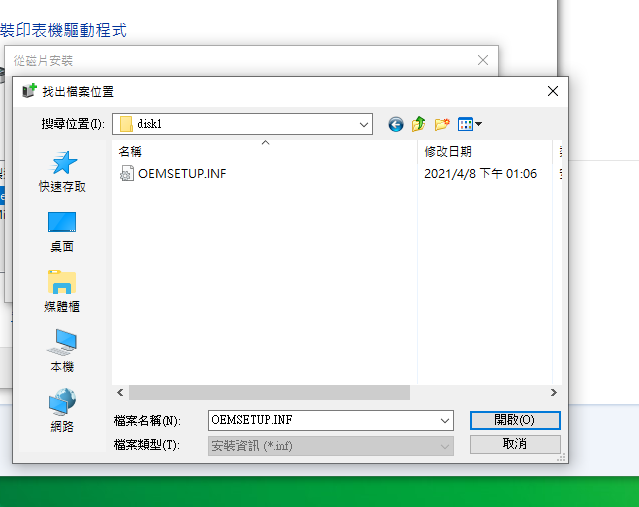 裝印表機驅動程式
從磁片安裝
找出檔案位置
搜尋位置(I):
disk1
名稱
修改日期
OEMSETUP.INF
2021/4/8 下午 01:06
快速存取
桌面
媒體櫃
本機
網路
檔案名稱(N):
OEMSETUP.INF
開啟(O)
檔案類型(T):
安裝資訊 (*.inf)
取消